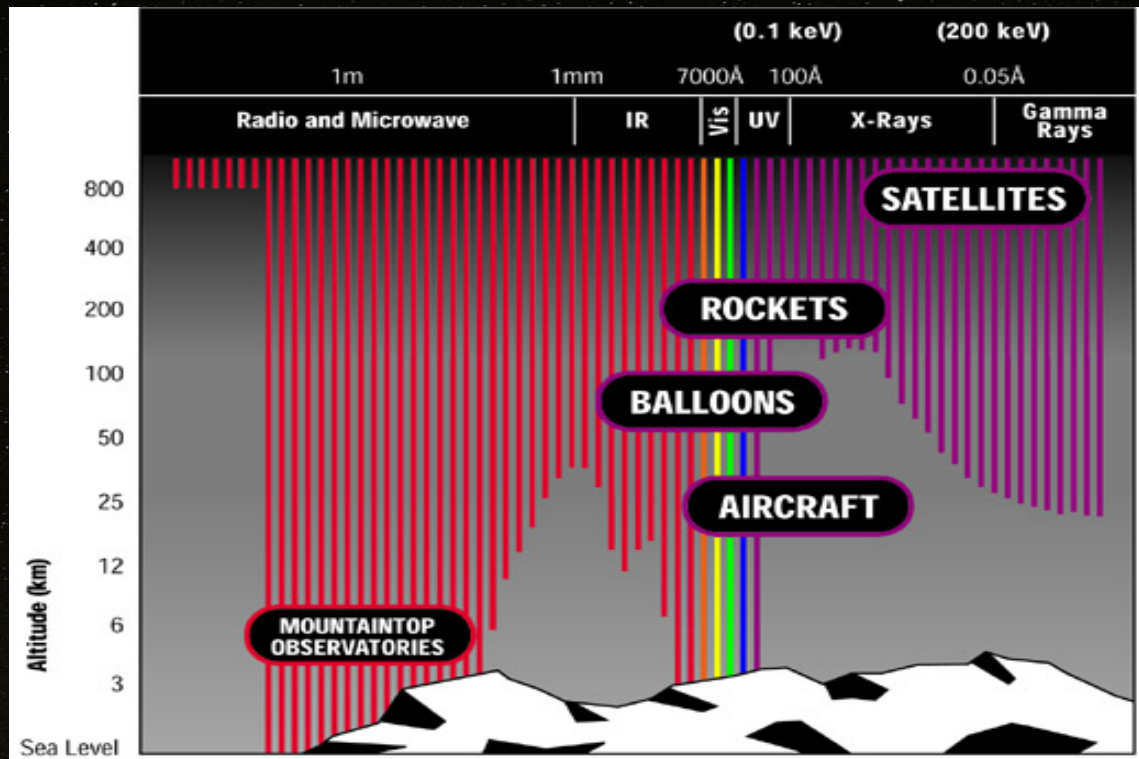 (0.1 keV) (200 keV)
1m 1mm 7000Å 100Å 0.05Å
Radio and Microwave IR Vis UV X-Rays Gamma Rays
800
SATELLITES
400
200
ROCKETS
100
BALLOONS
50
25
AIRCRAFT
12
6
MOUNTAINTOP
OBSERVATORIES
3
Sea Level
Altitude (km)